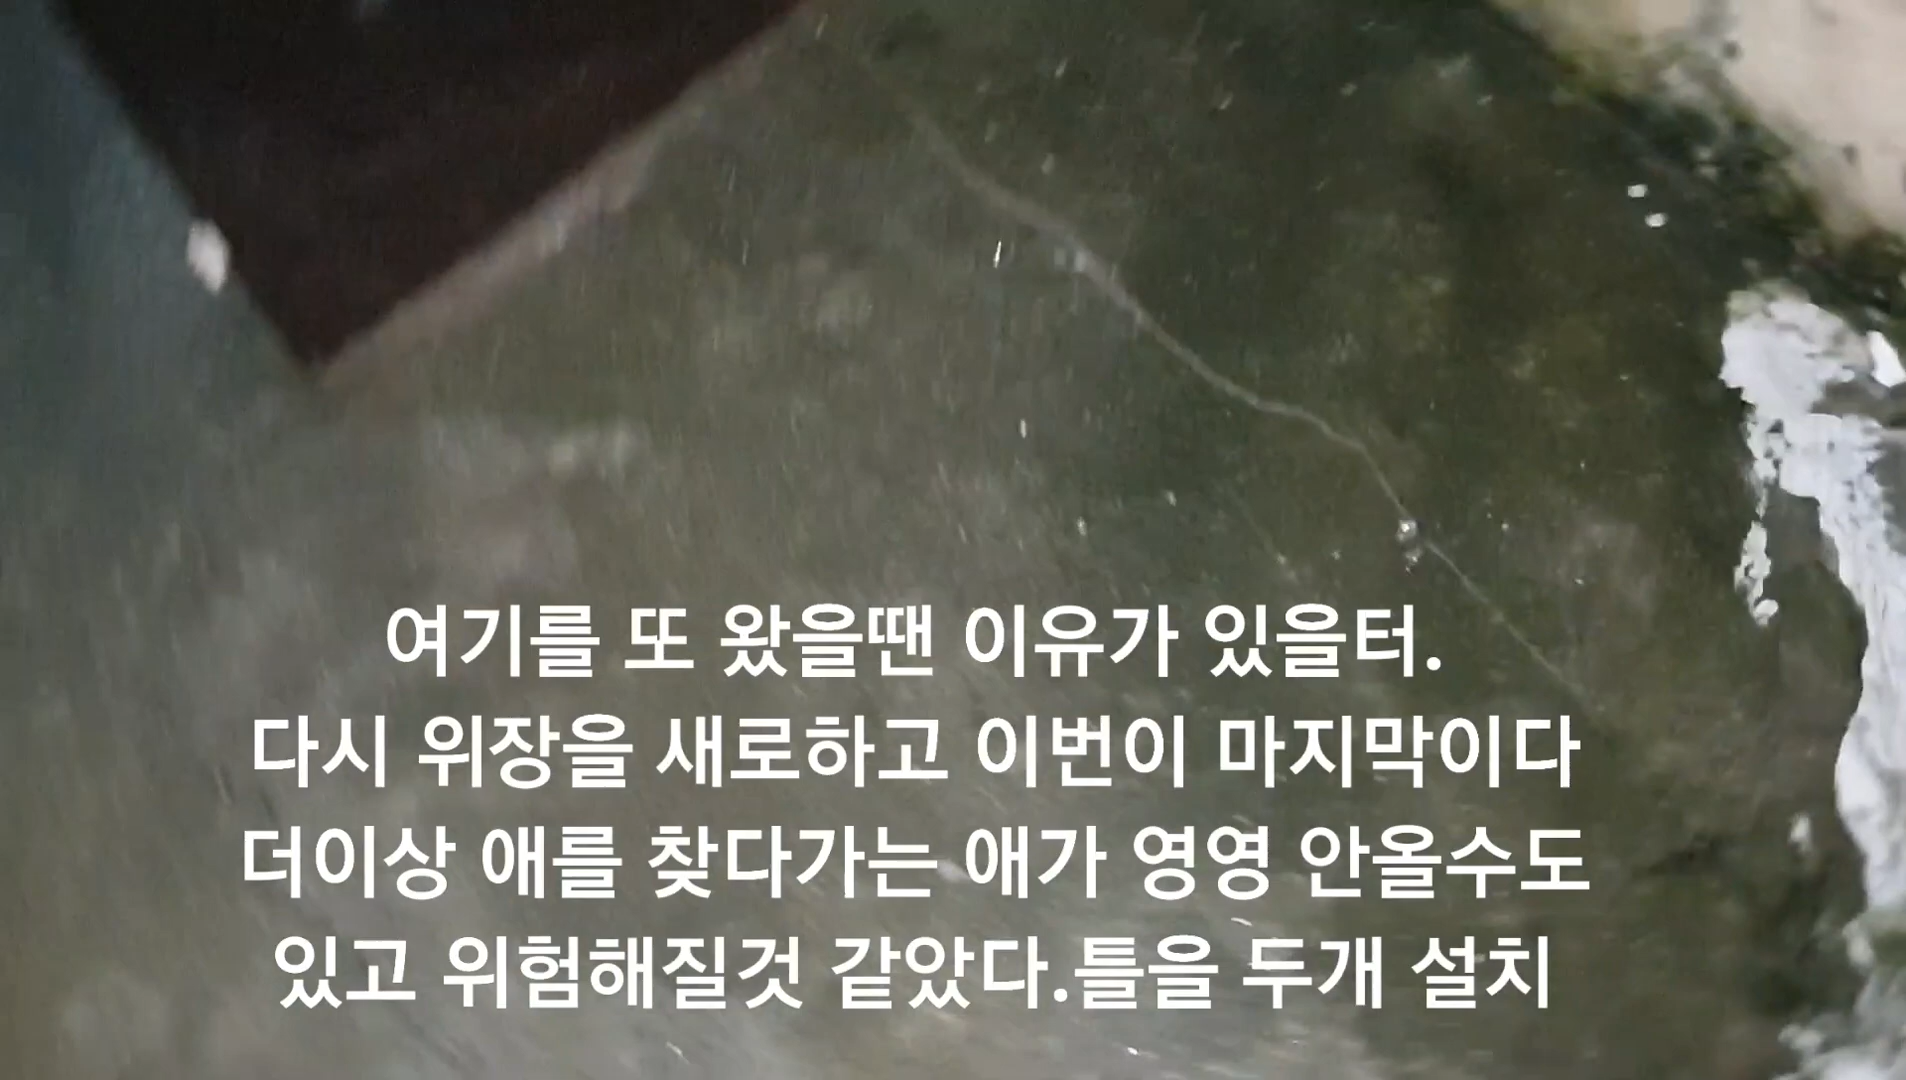 여기를 또 왔을땐 이유가 있을터.
다시 위장을 새로하고 이번이 마지막이다
더이상 애를 찾다가는 애가 영영 안올수도
있고 위험해질것 같았다.틀을 두개 설치